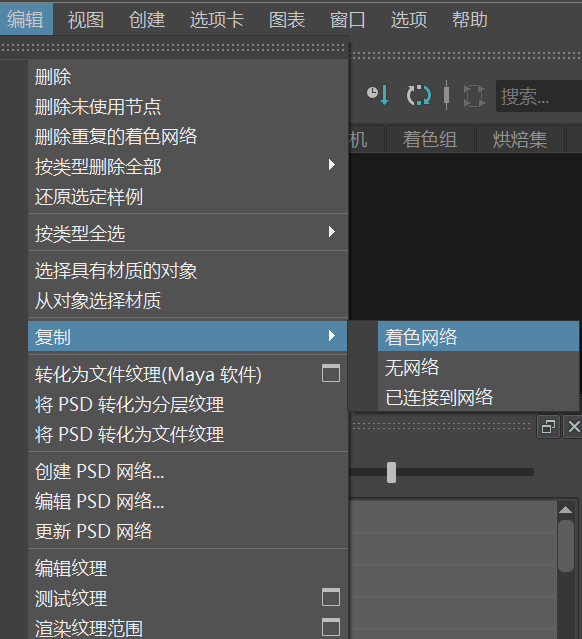 编辑 视图 创建 选项卡 图表 窗口 选项 帮助
搜索...
机 着色组 烘焙集
删除
删除未使用节点
删除重复的着色网络
按类型删除全部
还原选定样例
按类型全选
选择具有材质的对象
从对象选择材质
复制
着色网络
无网络
已连接到网络
转化为文件纹理(Maya 软件)
将 PSD 转化为分层纹理
将 PSD 转化为文件纹理
创建 PSD 网络...
编辑 PSD 网络...
更新 PSD 网络
编辑纹理
测试纹理
渲染纹理范围